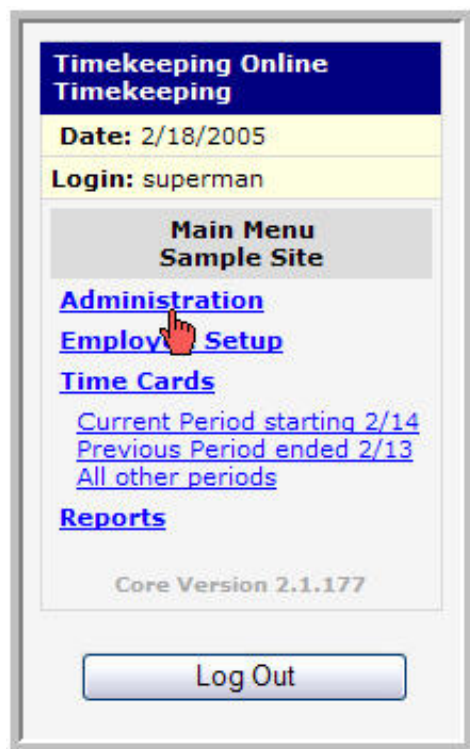 Timekeeping Online
Timekeeping
Date: 2/18/2005
Login: superman
Main Menu
Sample Site
Administration
Employee Setup
Time Cards
Current Period starting 2/14
Previous Period ended 2/13
All other periods
Reports
Core Version 2.1.177
Log Out